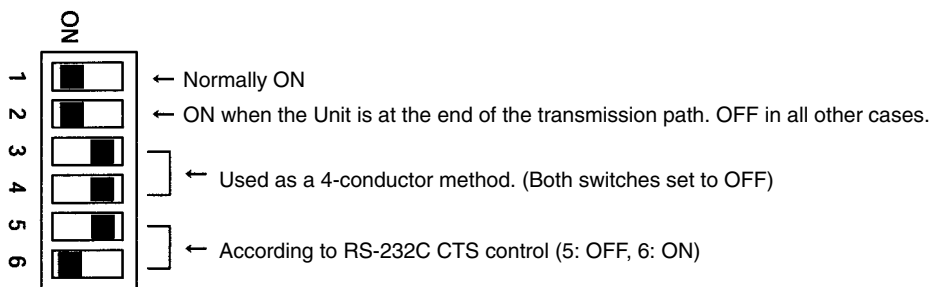 ON
1 ← Normally ON
2 ← ON when the Unit is at the end of the transmission path. OFF in all other cases.
3
← Used as a 4-conductor method. (Both switches set to OFF)
4
5
← According to RS-232C CTS control (5: OFF, 6: ON)
6